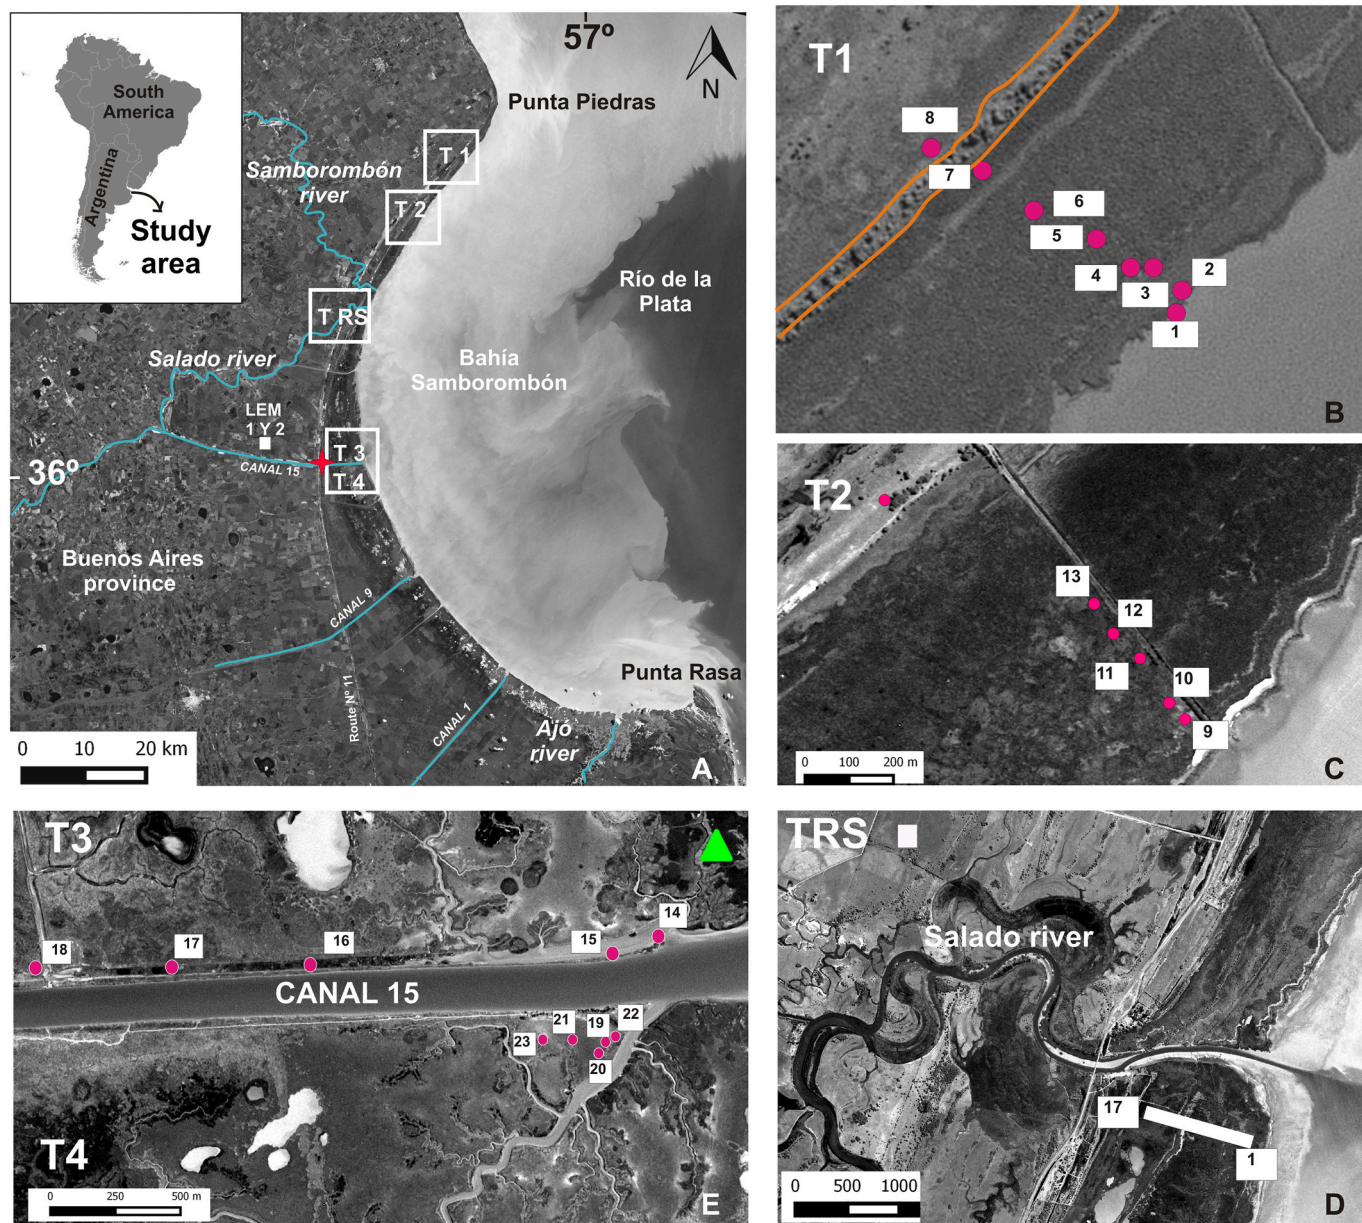 57º
N
South
America
Argentina
Study
area
Punta Piedras
Samborombón
river
T 1
T 2
Río de la
Plata
T RS
Salado river
Bahía
Samborombón
LEM
1 Y 2
T 3
T 4
CANAL 15
36º
Buenos Aires
province
CANAL 9
Punta Rasa
Route Nº 11
CANAL 1
Ajó
river
0 10 20 km
A
T1
8
7
6
5
4
3
2
1
B
T2
13
12
11
10
9
0 100 200 m
C
T3
14
15
16
17
18
CANAL 15
22
19
21
23
20
T4
0 250 500 m
E
TRS
Salado river
17
1
0 500 1000
D